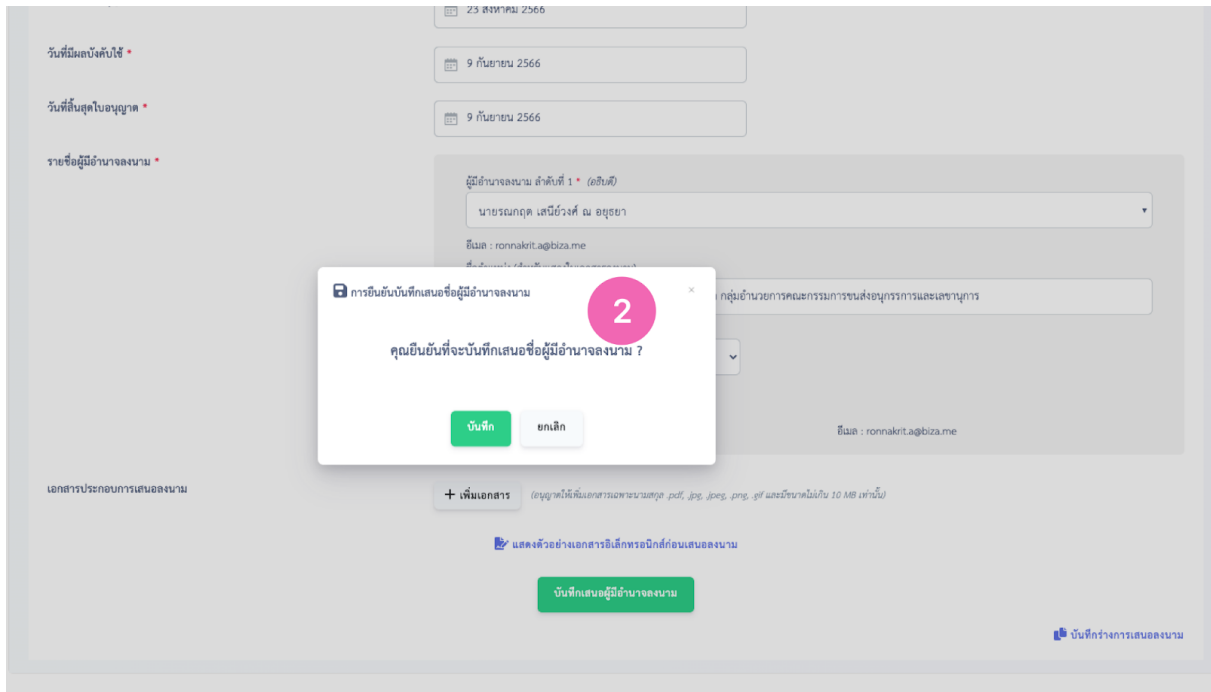 23 สิงหาคม 2566
วันที่มีผลบังคับใช้ *
9 กันยายน 2566
วันที่สิ้นสุดใบอนุญาต *
9 กันยายน 2566
รายชื่อผู้มีอำนาจลงนาม *
ผู้มีอำนาจลงนาม ลำดับที่ 1 * (อธิบดี)
นายรณกฤต เสนีย์วงศ์ ณ อยุธยา
อีเมล : ronnakrit.a@biza.me
การยืนยันบันทึกเสนอชื่อผู้มีอำนาจลงนาม
×
2
กลุ่มอำนวยการคณะกรรมการขนส่งอนุกรรการและเลขานุการ
คุณยืนยันที่จะบันทึกเสนอชื่อผู้มีอำนาจลงนาม ?
บันทึก
ยกเลิก
อีเมล : ronnakrit.a@biza.me
เอกสารประกอบการเสนอลงนาม
+ เพิ่มเอกสาร (อนุญาตให้เพิ่มเอกสารเฉพาะนามสกุล .pdf, .jpg, .jpeg, .png, .gif และมีขนาดไม่เกิน 10 MB เท่านั้น)
แสดงตัวอย่างเอกสารอิเล็กทรอนิกส์ก่อนเสนอลงนาม
บันทึกเสนอผู้มีอำนาจลงนาม
บันทึกร่างการเสนอลงนาม